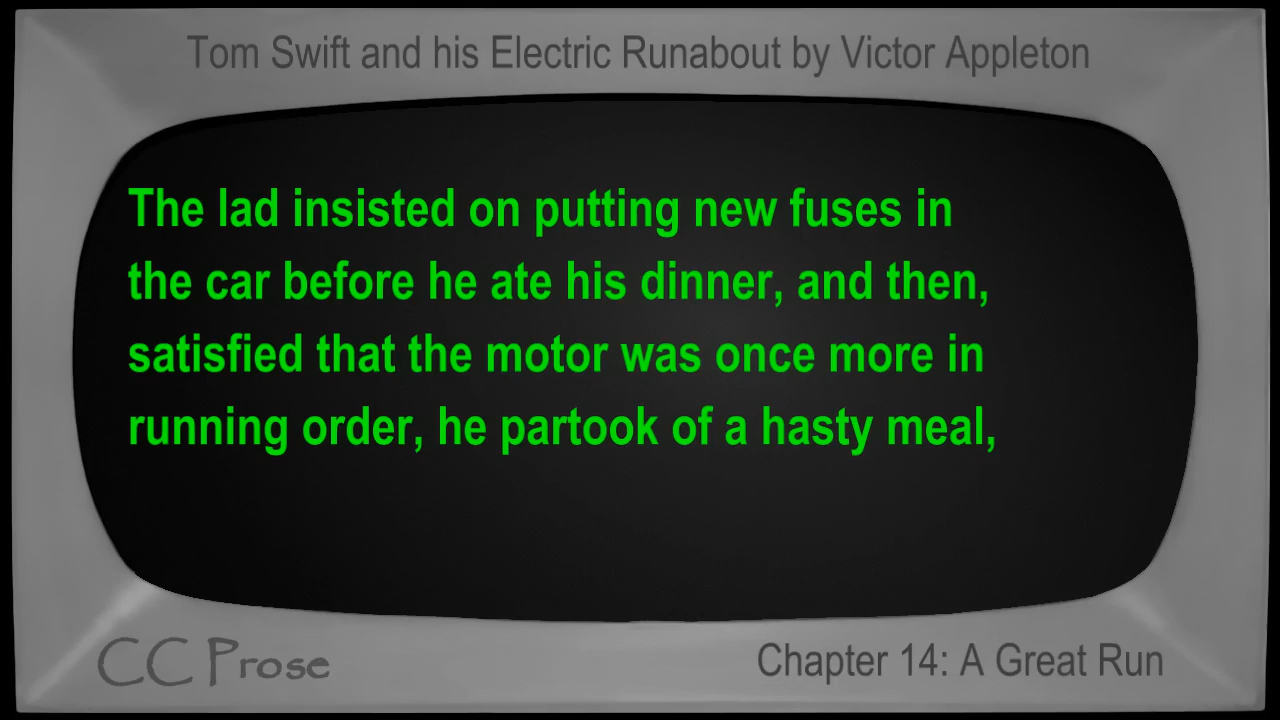 Tom Swift and his Electric Runabout by Victor Appleton
The lad insisted on putting new fuses in
the car before he ate his dinner, and then,
satisfied that the motor was once more in
running order, he partook of a hasty meal,
CC Prose
Chapter 14: A Great Run